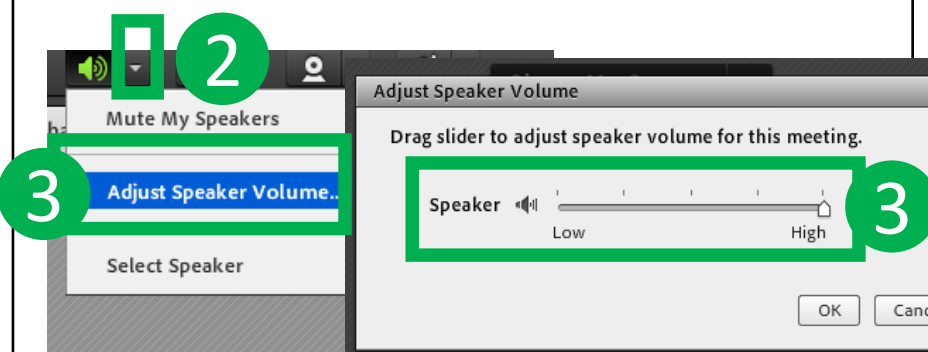 2
Mute My Speakers
3
Adjust Speaker Volume..
Select Speaker
Adjust Speaker Volume
Drag slider to adjust speaker volume for this meeting.
Speaker
Low High
3
OK